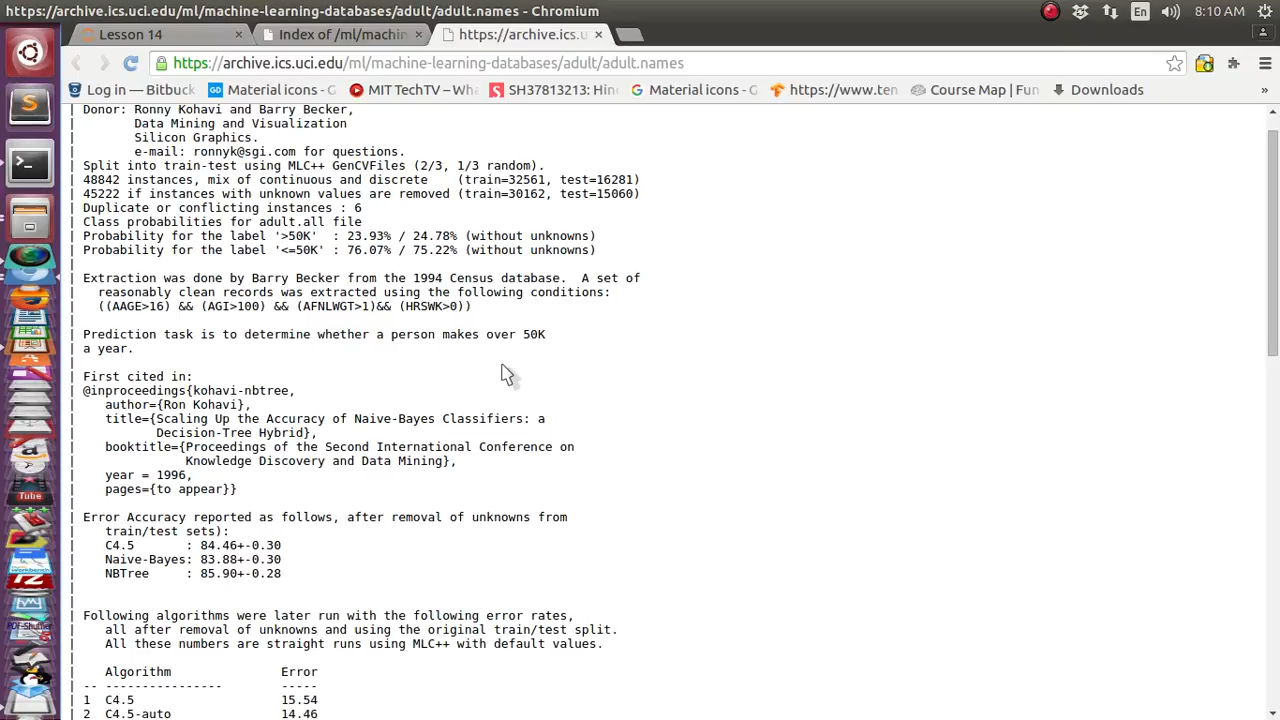 https://archive.ics.uci.edu/ml/machine-learning-databases/adult/adult.names - Chromium
En
8:10 AM
Lesson 14
Index of /ml/machin
https://archive.ics.u
https://archive.ics.uci.edu/ml/machine-learning-databases/adult/adult.names
Log in — Bitbuck
Material icons - G
MIT TechTV – Wha
SH37813213: Hin
Material icons - G
https://www.ten
Course Map | Fun
Downloads
»
| Donor: Ronny Kohavi and Barry Becker,
| Data Mining and Visualization
| Silicon Graphics.
| e-mail: ronnyk@sgi.com for questions.
| Split into train-test using MLC++ GenCVFiles (2/3, 1/3 random).
| 48842 instances, mix of continuous and discrete (train=32561, test=16281)
| 45222 if instances with unknown values are removed (train=30162, test=15060)
| Duplicate or conflicting instances : 6
| Class probabilities for adult.all file
| Probability for the label '>50K' : 23.93% / 24.78% (without unknowns)
| Probability for the label '<=50K' : 76.07% / 75.22% (without unknowns)
|
| Extraction was done by Barry Becker from the 1994 Census database. A set of
| reasonably clean records was extracted using the following conditions:
| ((AAGE>16) && (AGI>100) && (AFNLWGT>1)&& (HRSWK>0))
|
| Prediction task is to determine whether a person makes over 50K
| a year.
|
| First cited in:
| @inproceedings{kohavi-nbtree,
| author={Ron Kohavi},
| title={Scaling Up the Accuracy of Naive-Bayes Classifiers: a
| Decision-Tree Hybrid},
| booktitle={Proceedings of the Second International Conference on
| Knowledge Discovery and Data Mining},
| year = 1996,
| pages={to appear}}
|
| Error Accuracy reported as follows, after removal of unknowns from
| train/test sets):
| C4.5 : 84.46+-0.30
| Naive-Bayes: 83.88+-0.30
| NBTree : 85.90+-0.28
|
|
| Following algorithms were later run with the following error rates,
| all after removal of unknowns and using the original train/test split.
| All these numbers are straight runs using MLC++ with default values.
|
| Algorithm Error
| -- ---------------- -----
| 1 C4.5 15.54
| 2 C4.5-auto 14.46